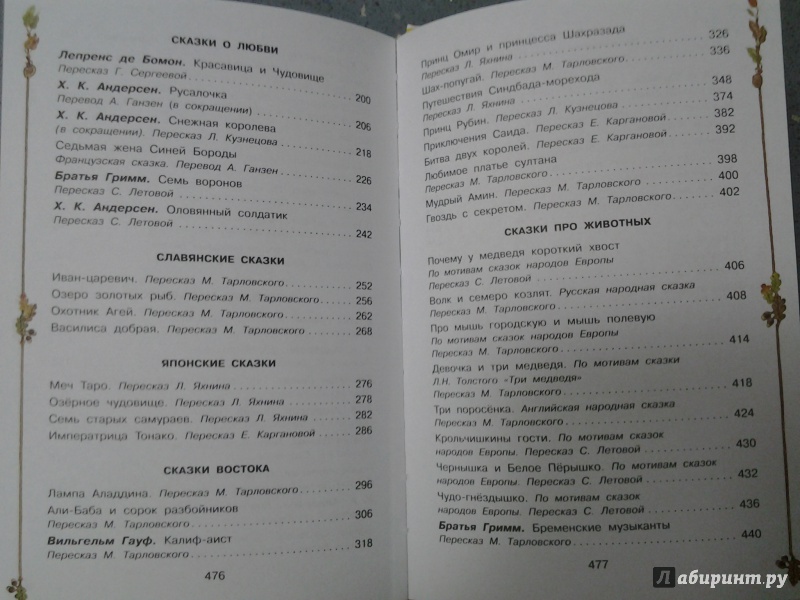 СКАЗКИ О ЛЮБВИ
Лепренс де Бомон. Красавица и Чудовище
Пересказ Г. Сергеевой 200
Х. К. Андерсен. Русалочка
Перевод А. Ганзен (в сокращении) 206
Х. К. Андерсен. Снежная королева
(в сокращении). Пересказ Л. Кузнецова 218
Седьмая жена Синей Бороды
Французская сказка. Перевод А. Ганзен 226
Братья Гримм. Семь воронов
Пересказ С. Летовой 234
Х. К. Андерсен. Оловянный солдатик
Пересказ С. Летовой 242
СЛАВЯНСКИЕ СКАЗКИ
Иван-царевич. Пересказ М. Тарловского 252
Озеро золотых рыб. Пересказ М. Тарловского 256
Охотник Агей. Пересказ М. Тарловского 262
Василиса добрая. Пересказ М. Тарловского 268
ЯПОНСКИЕ СКАЗКИ
Меч Таро. Пересказ Л. Яхнина 276
Озёрное чудовище. Пересказ Л. Яхнина 278
Семь старых самураев. Пересказ Л. Яхнина 282
Императрица Тонако. Пересказ Е. Каргановой 286
СКАЗКИ ВОСТОКА
Лампа Аладдина. Пересказ М. Тарловского 296
Али-Баба и сорок разбойников
Пересказ М. Тарловского 306
Вильгельм Гауф. Калиф-аист
Пересказ М. Тарловского 318
476
Принц Омир и принцесса Шахразада
Пересказ Л. Яхнина 326
Шах-попугай. Пересказ М. Тарловского 336
Путешествия Синдбада-морехода
Пересказ Л. Яхнина 348
Принц Рубин. Пересказ Л. Кузнецова 374
Приключения Саида. Пересказ Е. Каргановой 382
Битва двух королей. Пересказ Е. Каргановой 392
Любимое платье султана
Пересказ М. Тарловского 398
Мудрый Амин. Пересказ М. Тарловского 400
Гвоздь с секретом. Пересказ М. Тарловского 402
СКАЗКИ ПРО ЖИВОТНЫХ
Почему у медведя короткий хвост
По мотивам сказок народов Европы
Пересказ С. Летовой 406
Волк и семеро козлят. Русская народная сказка
Пересказ М. Тарловского 408
Про мышь городскую и мышь полевую
По мотивам сказок народов Европы
Пересказ М. Тарловского 414
Девочка и три медведя. По мотивам сказки
Л.Н. Толстого «Три медведя»
Пересказ М. Тарловского 418
Три поросёнка. Английская народная сказка
Пересказ М. Тарловского 424
Крольчишкины гости. По мотивам сказок
народов Европы. Пересказ С. Летовой 430
Чернышка и Белое Пёрышко. По мотивам сказок
народов Европы. Пересказ С. Летовой 432
Чудо-гнёздышко. По мотивам сказок
народов Европы. Пересказ С. Летовой 436
Братья Гримм. Бременские музыканты
Пересказ М. Тарловского 440
477
Лабиринт.ру